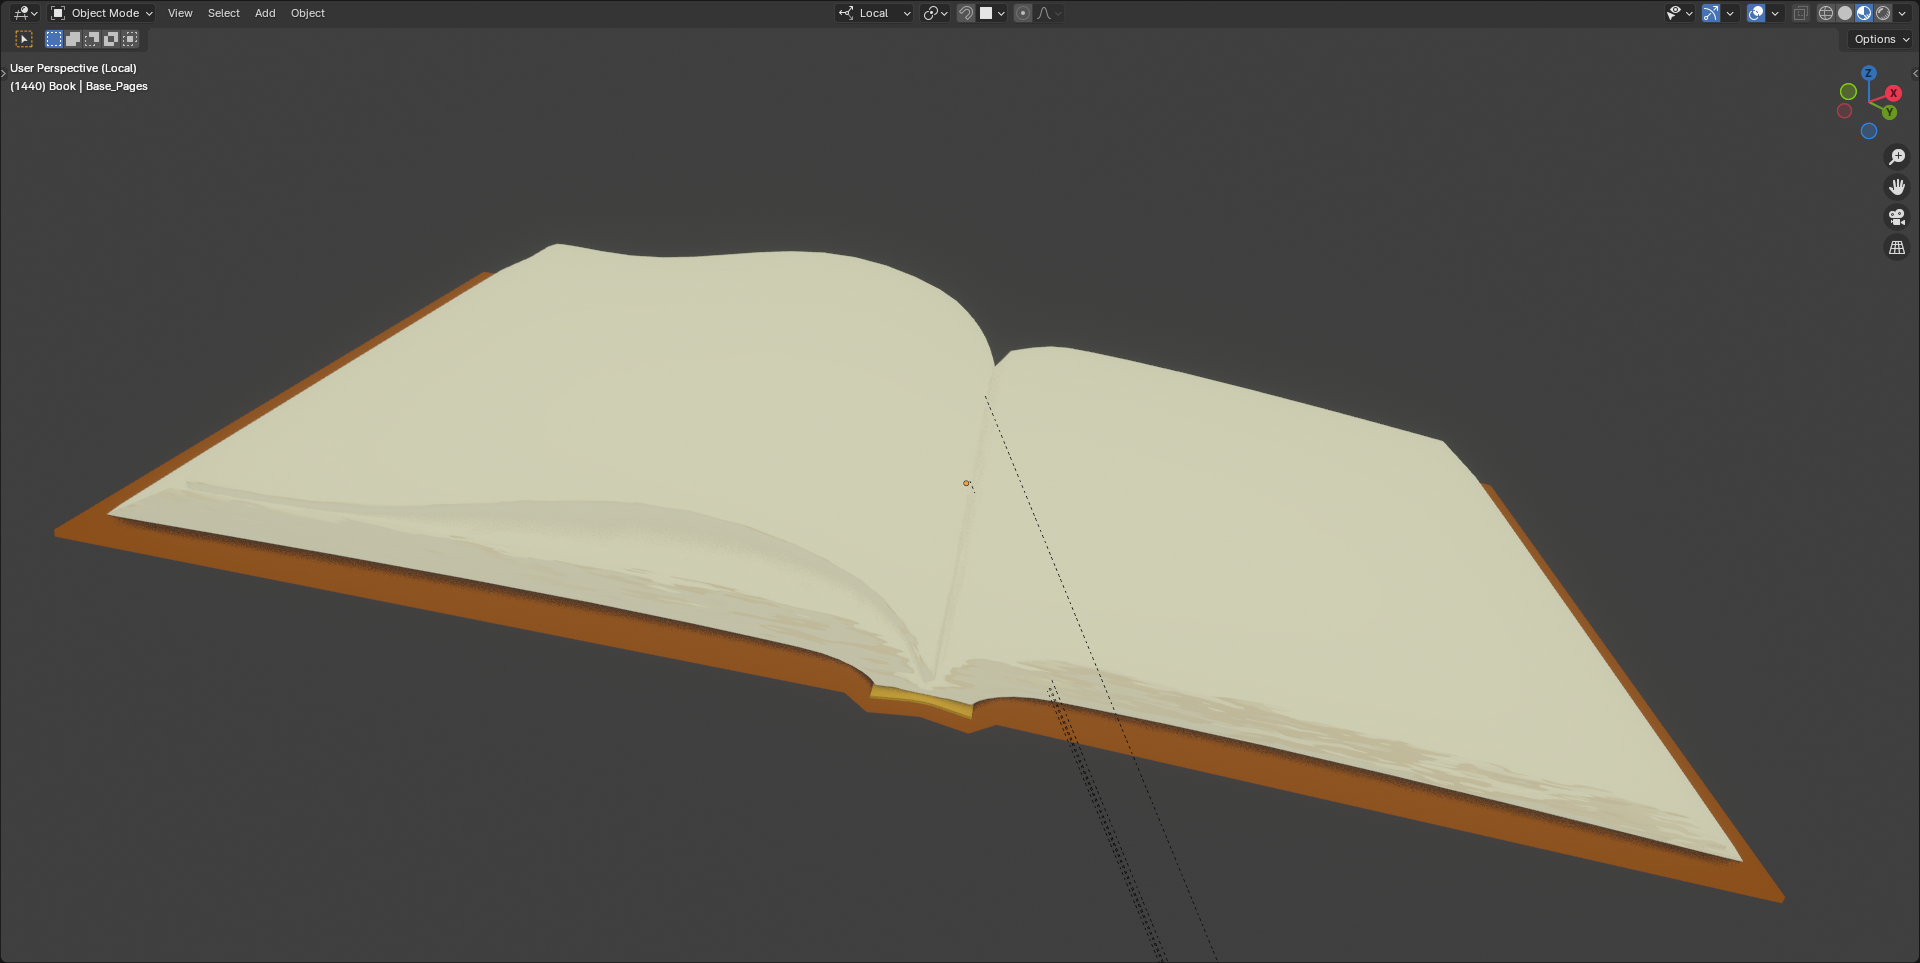 Object Mode View Select Add Object Local
Options
User Perspective (Local)
(1440) Book | Base_Pages
Z
X
Y